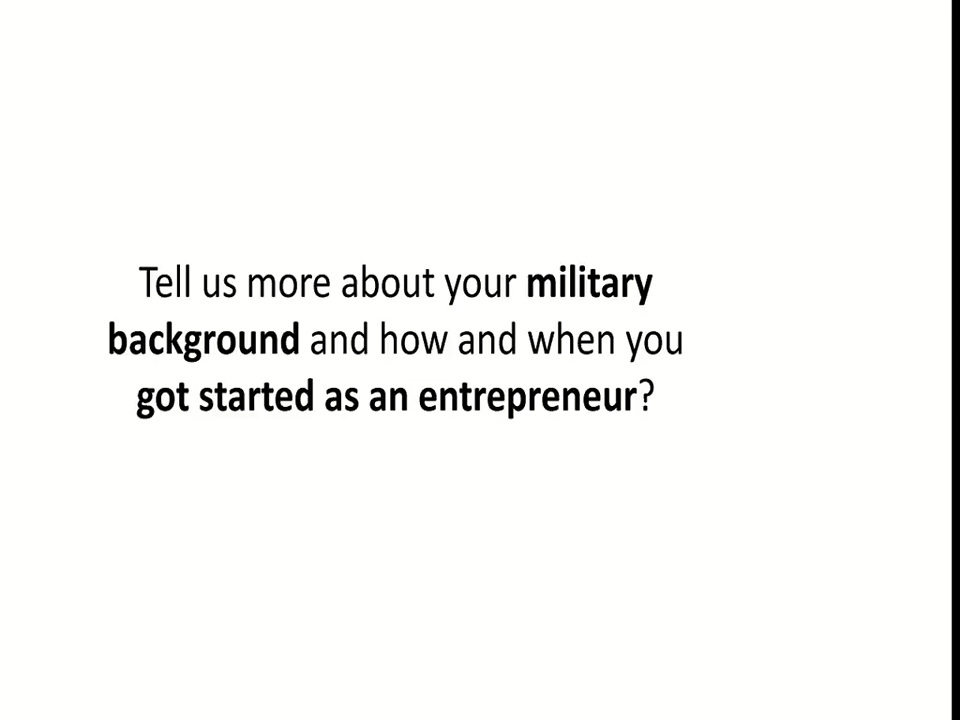 Tell us more about your military
background and how and when you
got started as an entrepreneur?